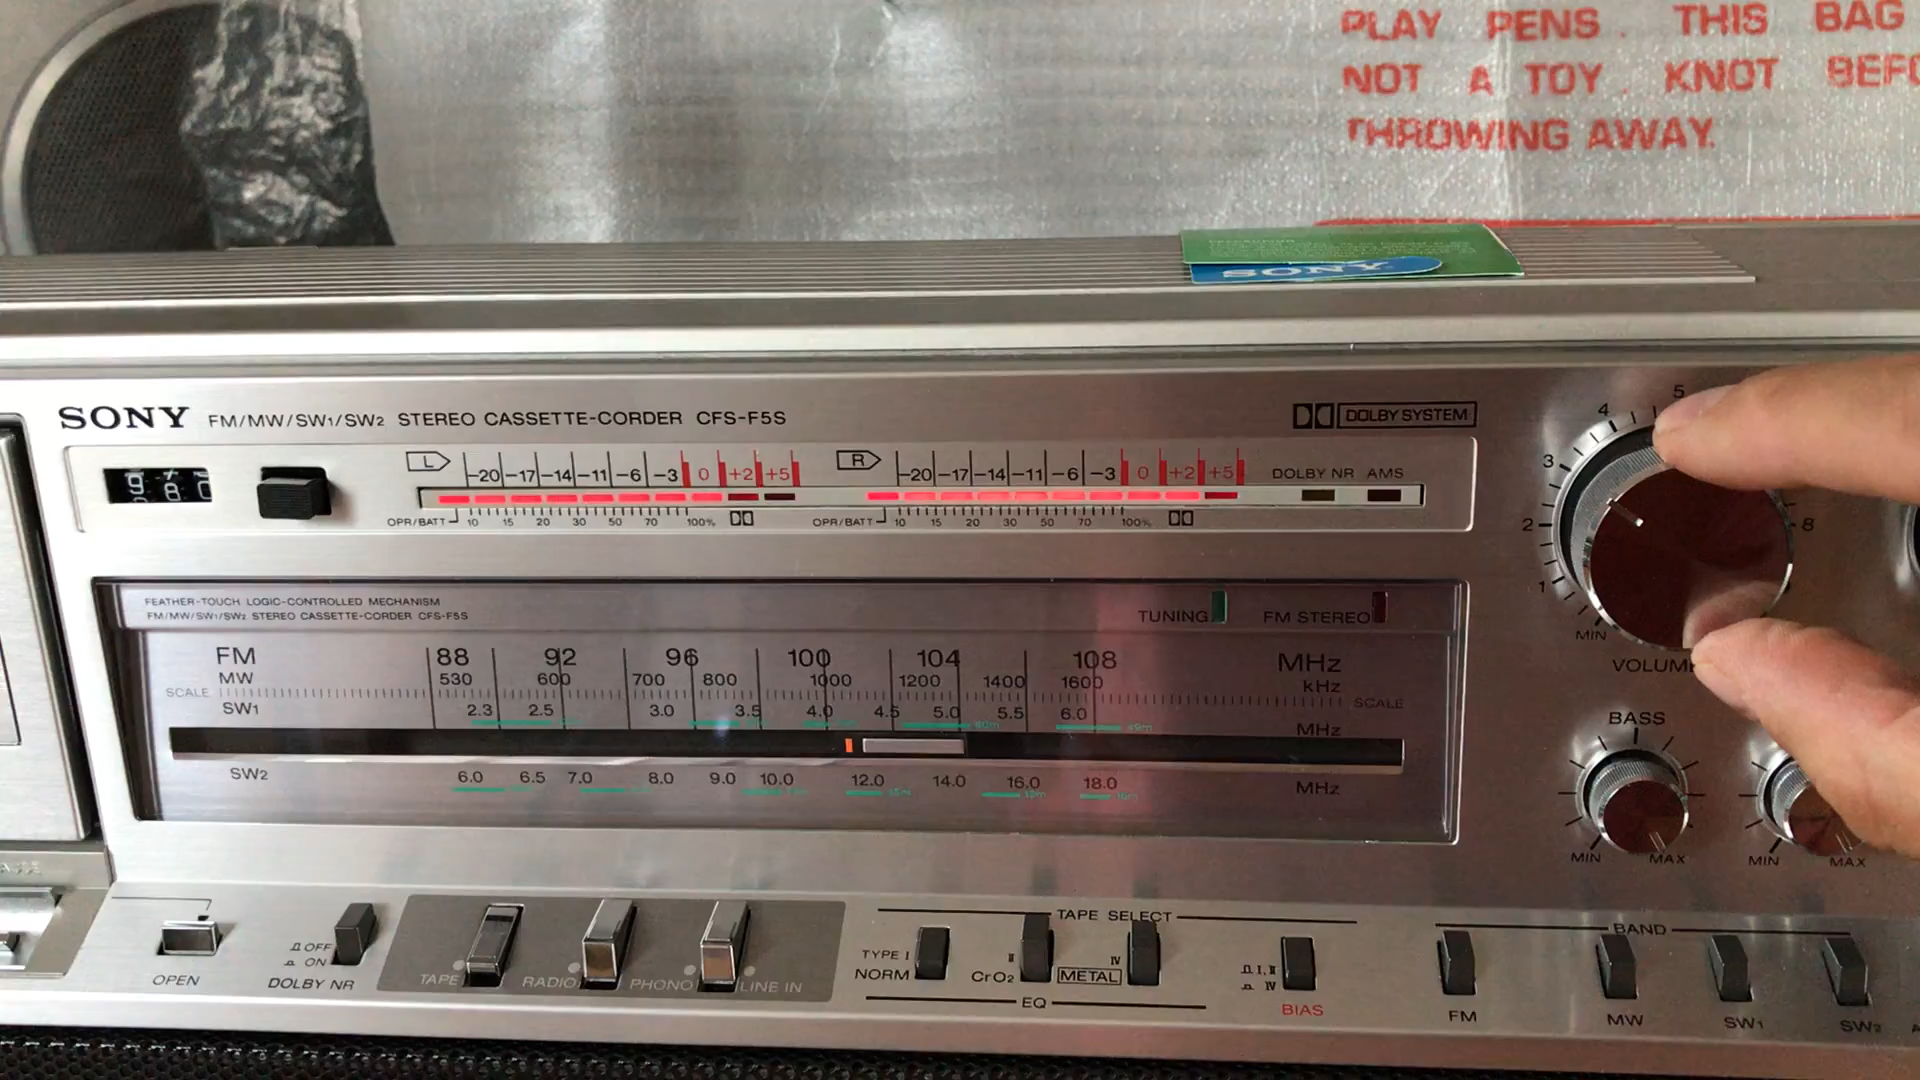 PLAY PENS. THIS BAG
NOT A TOY. KNOT
THROWING AWAY.
SONY
SONY FM/MW/SW1/SW2 STEREO CASSETTE-CORDER CFS-F5S
DOLBY SYSTEM
L -20 -17 -14 -11 -6 -3 0 +2 +5
R -20 -17 -14 -11 -6 -3 0 +2 +5
DOLBY NR AMS
OPR/BATT 10 15 20 30 50 70 100%
OPR/BATT 10 15 20 30 50 70 100%
MIN 1 2 3 4 5 8
VOLUME
FEATHER-TOUCH LOGIC-CONTROLLED MECHANISM
FM/MW/SW1/SW2 STEREO CASSETTE-CORDER CFS-F5S
TUNING FM STEREO
FM 88 92 96 100 104 108 MHz
MW 530 600 700 800 1000 1200 1400 1600 kHz
SCALE SCALE
SW1 2.3 2.5 3.0 3.5 4.0 4.5 5.0 5.5 6.0 MHz
SW2 6.0 6.5 7.0 8.0 9.0 10.0 12.0 14.0 16.0 18.0 MHz
BASS
MIN MAX
MIN MAX
OPEN
OFF
ON
DOLBY NR
TAPE RADIO PHONO LINE IN
TAPE SELECT
TYPE I
NORM
II
CrO2
IV
METAL
EQ
I, II
IV
BIAS
BAND
FM MW SW1 SW2